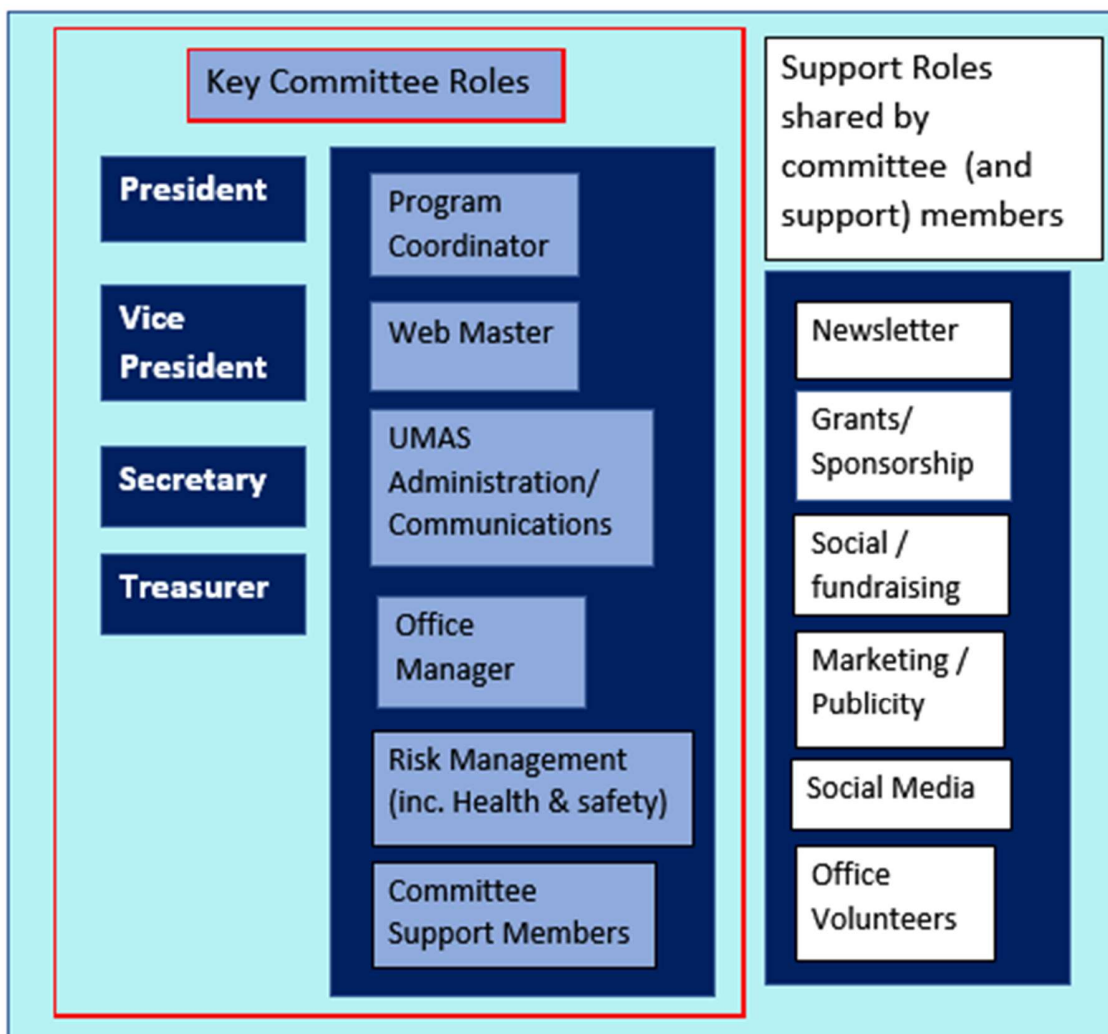 Key Committee Roles
President
Vice
President
Secretary
Treasurer
Program
Coordinator
Web Master
UMAS
Administration/
Communications
Office
Manager
Risk Management
(inc. Health & safety)
Committee
Support Members
Support Roles
shared by
committee  (and
support) members
Newsletter
Grants/
Sponsorship
Social /
fundraising
Marketing /
Publicity
Social Media
Office
Volunteers